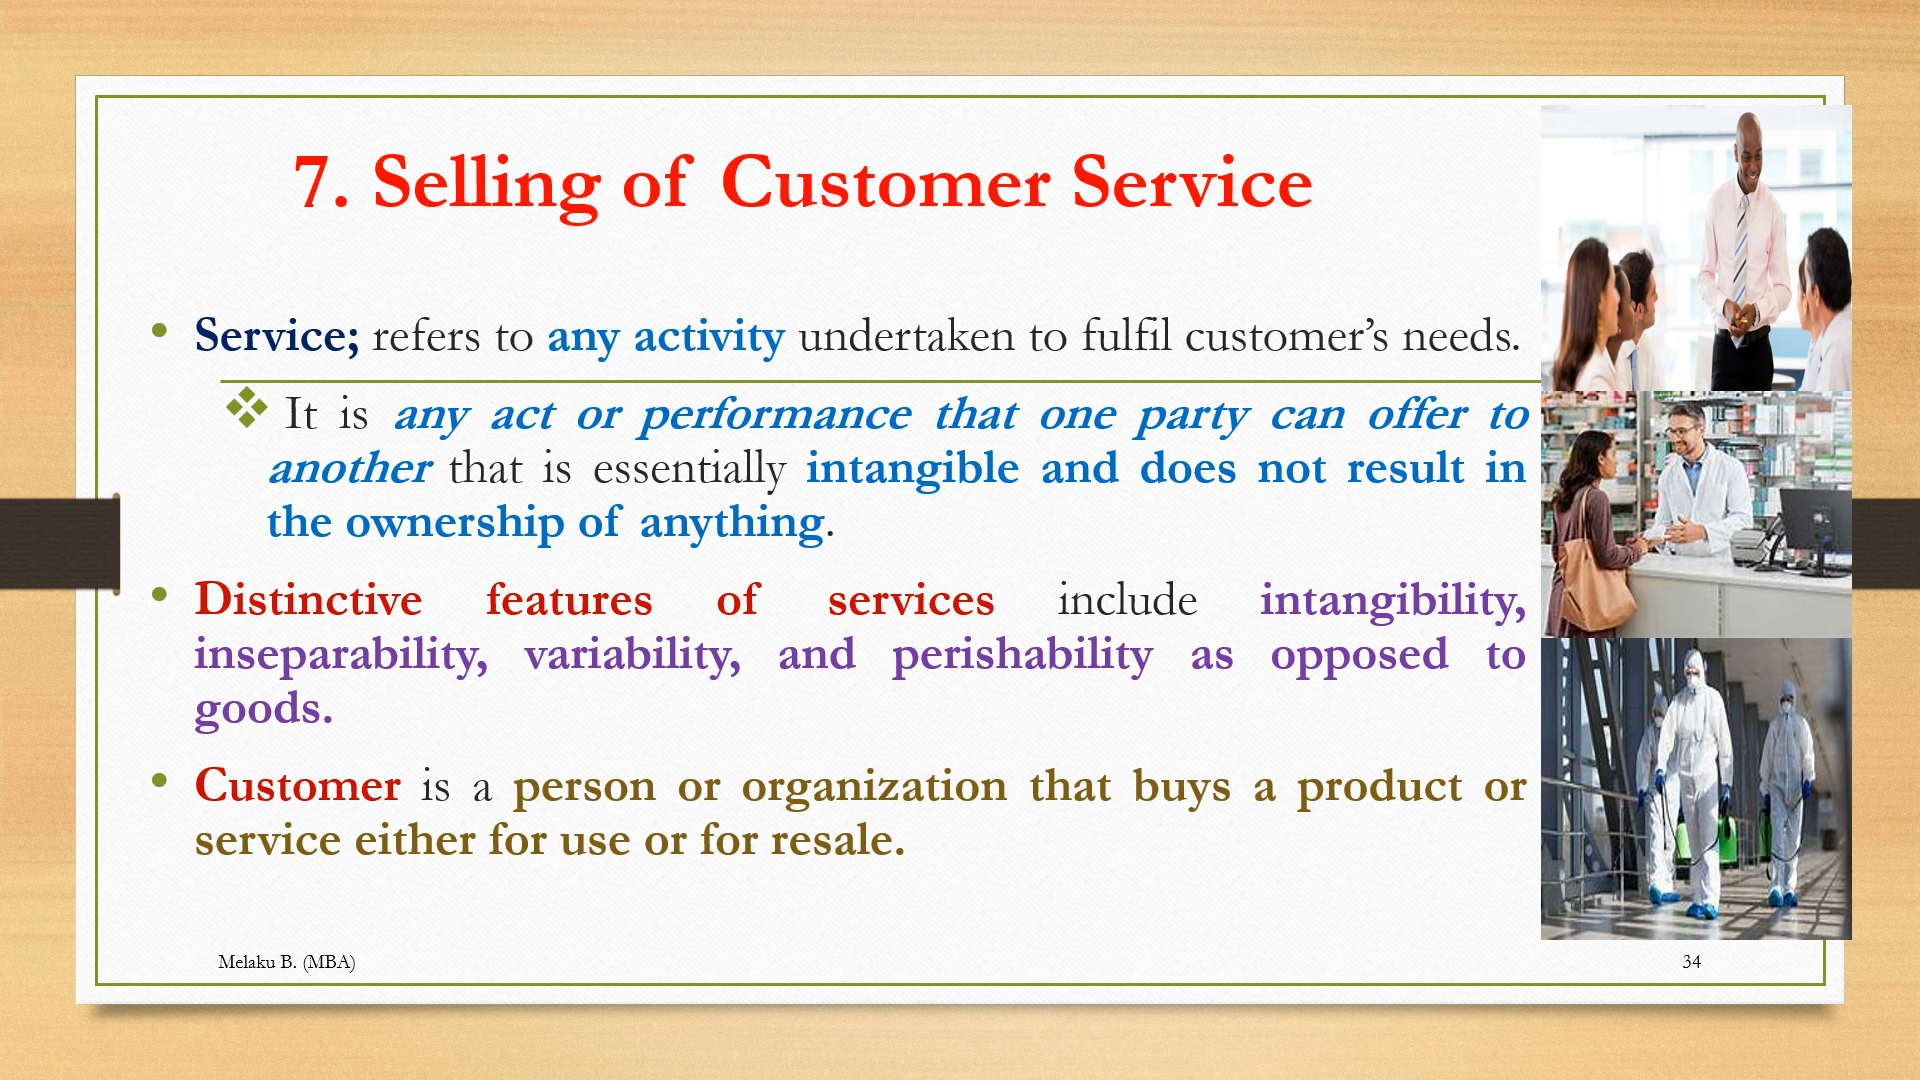 7. Selling of Customer Service
• Service; refers to any activity undertaken to fulfil customer’s needs.
❖ It is any act or performance that one party can offer to
another that is essentially intangible and does not result in
the ownership of anything.
• Distinctive features of services include intangibility,
inseparability, variability, and perishability as opposed to
goods.
• Customer is a person or organization that buys a product or
service either for use or for resale.
Melaku B. (MBA)
34